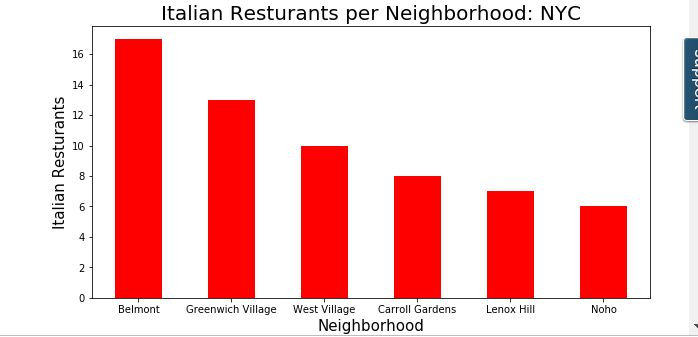 Italian Resturants per Neighborhood: NYC
Italian Resturants
16
14
12
10
8
6
4
2
0
Belmont Greenwich Village West Village Carroll Gardens Lenox Hill Noho
Neighborhood